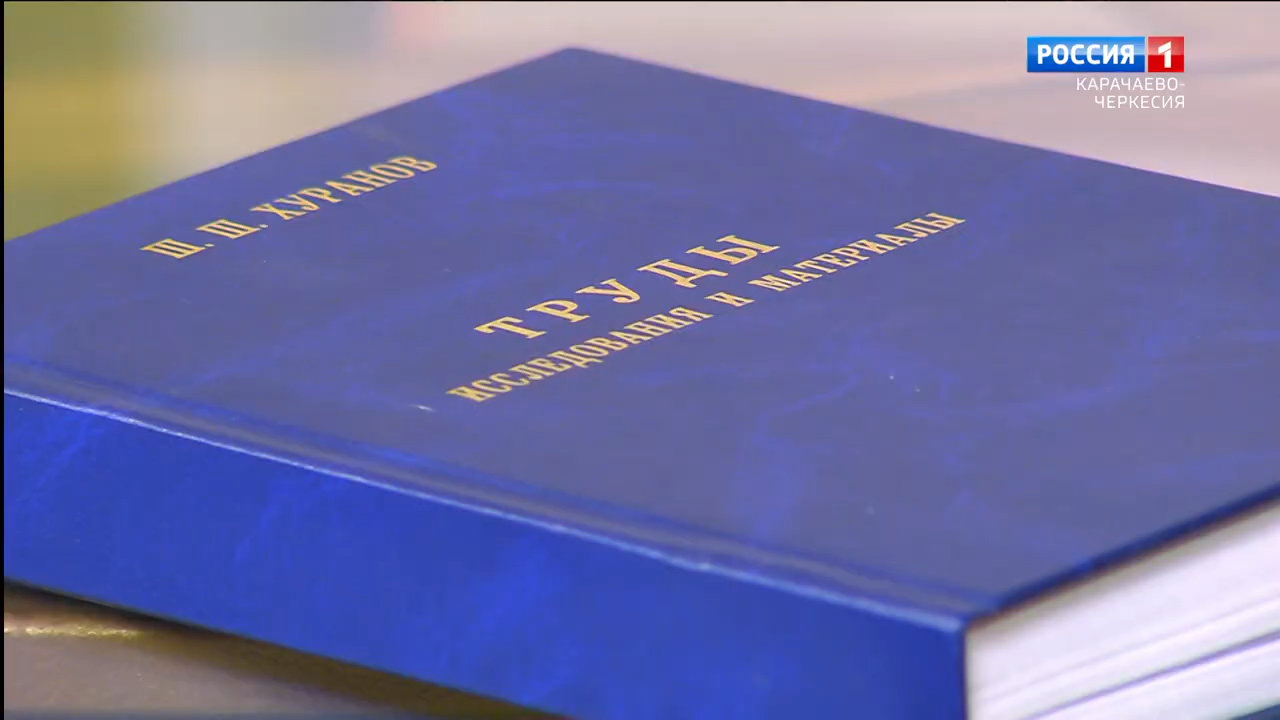 РОССИЯ 1
КАРАЧАЕВО-
ЧЕРКЕСИЯ
Ш. Ш. ХУРАНОВ
ТРУДЫ
ИССЛЕДОВАНИЯ И МАТЕРИАЛЫ